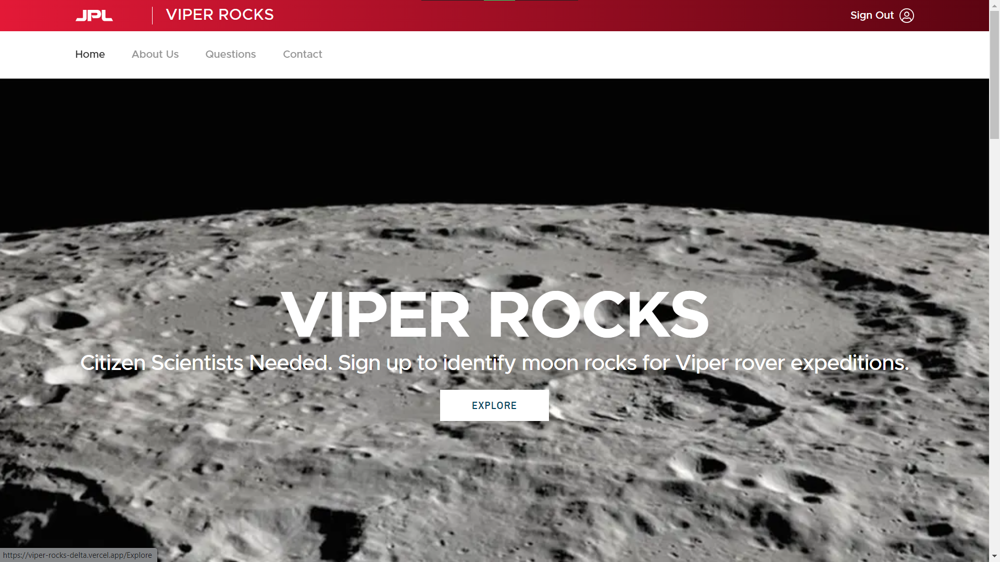 JPL
VIPER ROCKS
Sign Out
Home
About Us
Questions
Contact
VIPER ROCKS
Citizen Scientists Needed. Sign up to identify moon rocks for Viper rover expeditions.
EXPLORE
https://viper-rocks-delta.vercel.app/Explore